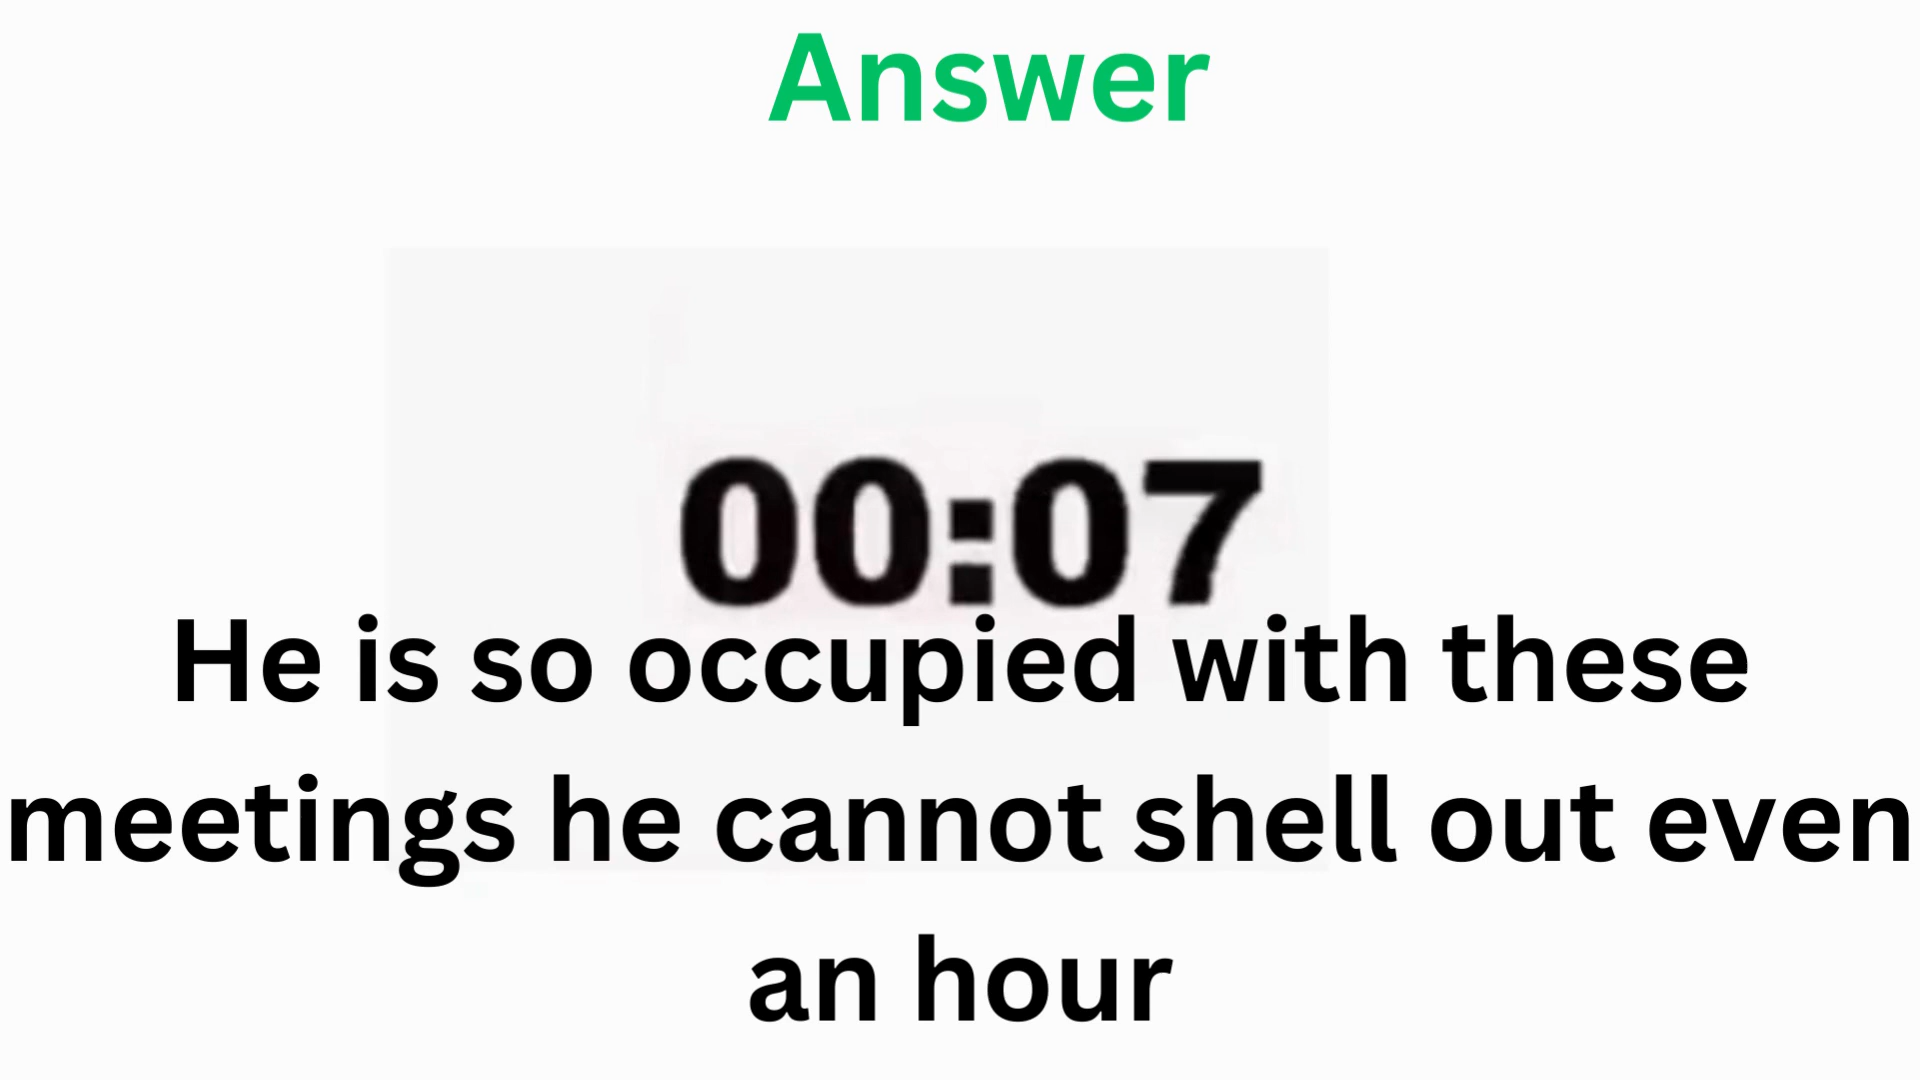 Answer
00:07
He is so occupied with these
meetings he cannot shell out even
an hour